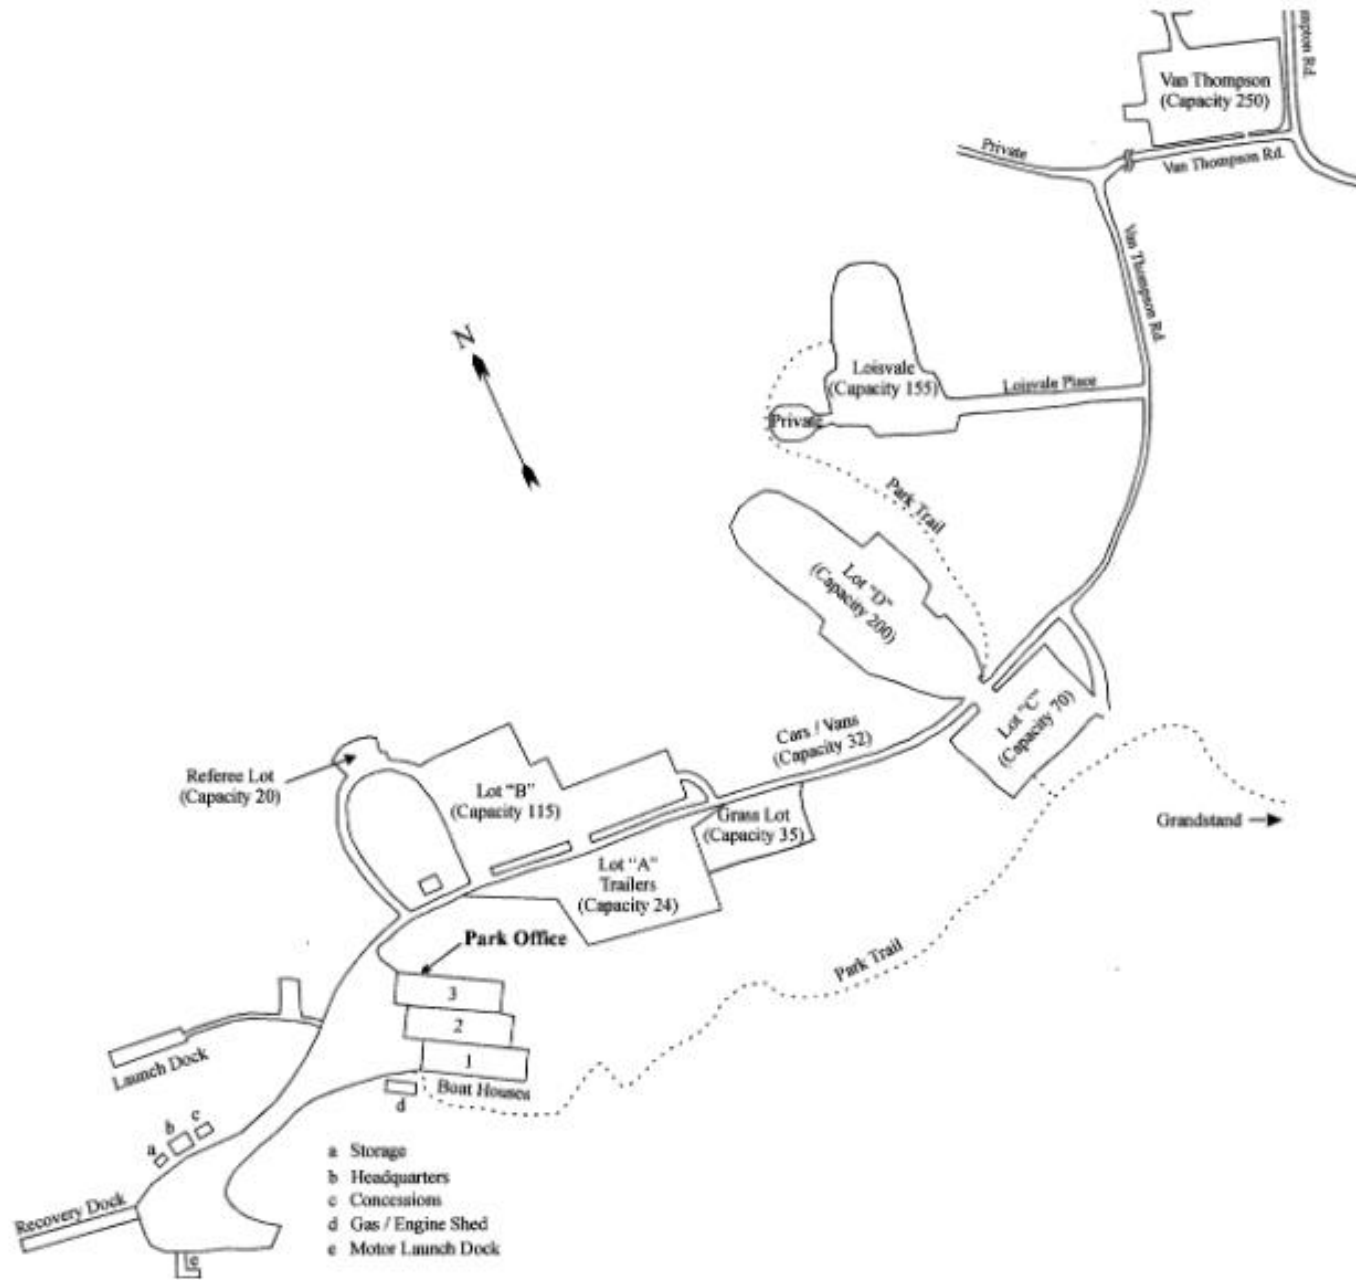 mpton Rd.
Van Thompson
(Capacity 250)
Private
Van Thompson Rd.
Van Thompson Rd
N
Loisvale
(Capacity 155)
Loisvale Place
Private
Park Trail
Lot "D"
(Capacity 200)
Lot "C"
(Capacity 70)
Cars / Vans
(Capacity 32)
Referee Lot
(Capacity 20)
Lot "B"
(Capacity 115)
Grass Lot
(Capacity 35)
Grandstand
Lot "A"
Trailers
(Capacity 24)
Park Office
Park Trail
3
2
1
Boat Houses
Launch Dock
d
c
b
a
a Storage
b Headquarters
c Concessions
d Gas / Engine Shed
e Motor Launch Dock
Recovery Dock
e